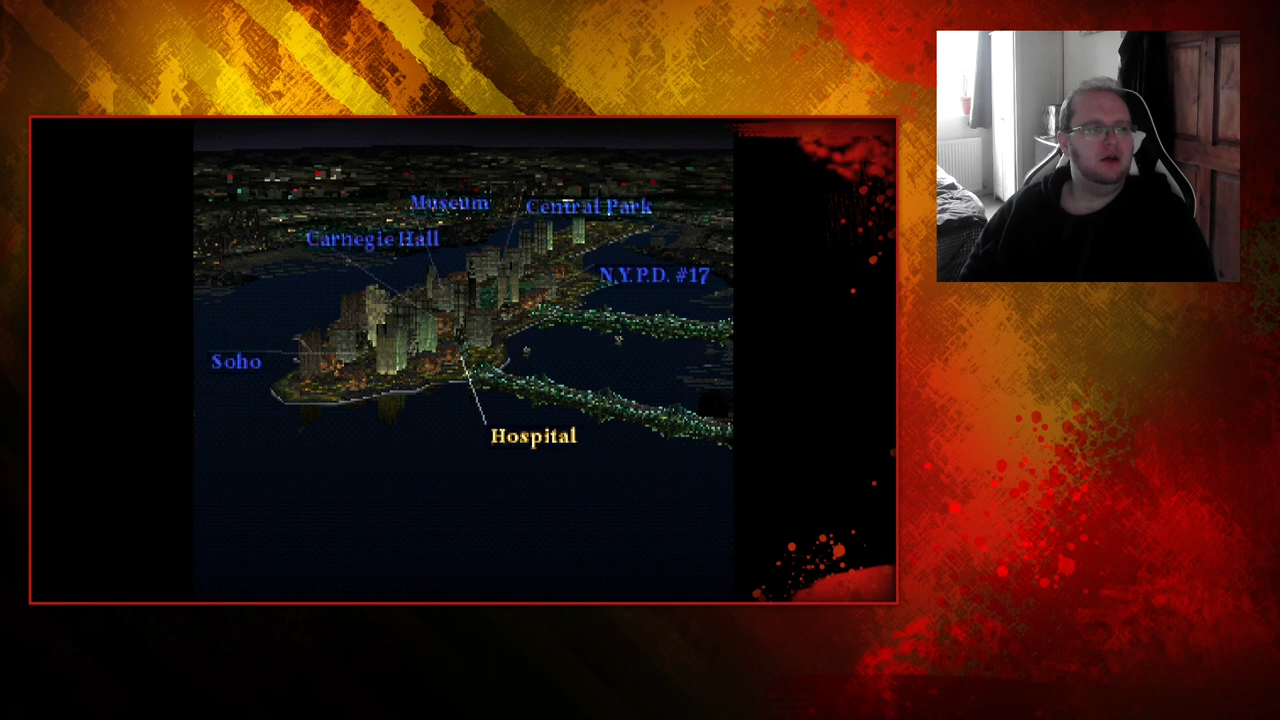 Museum
Central Park
Carnegie Hall
N.Y.P.D. #17
Soho
Hospital